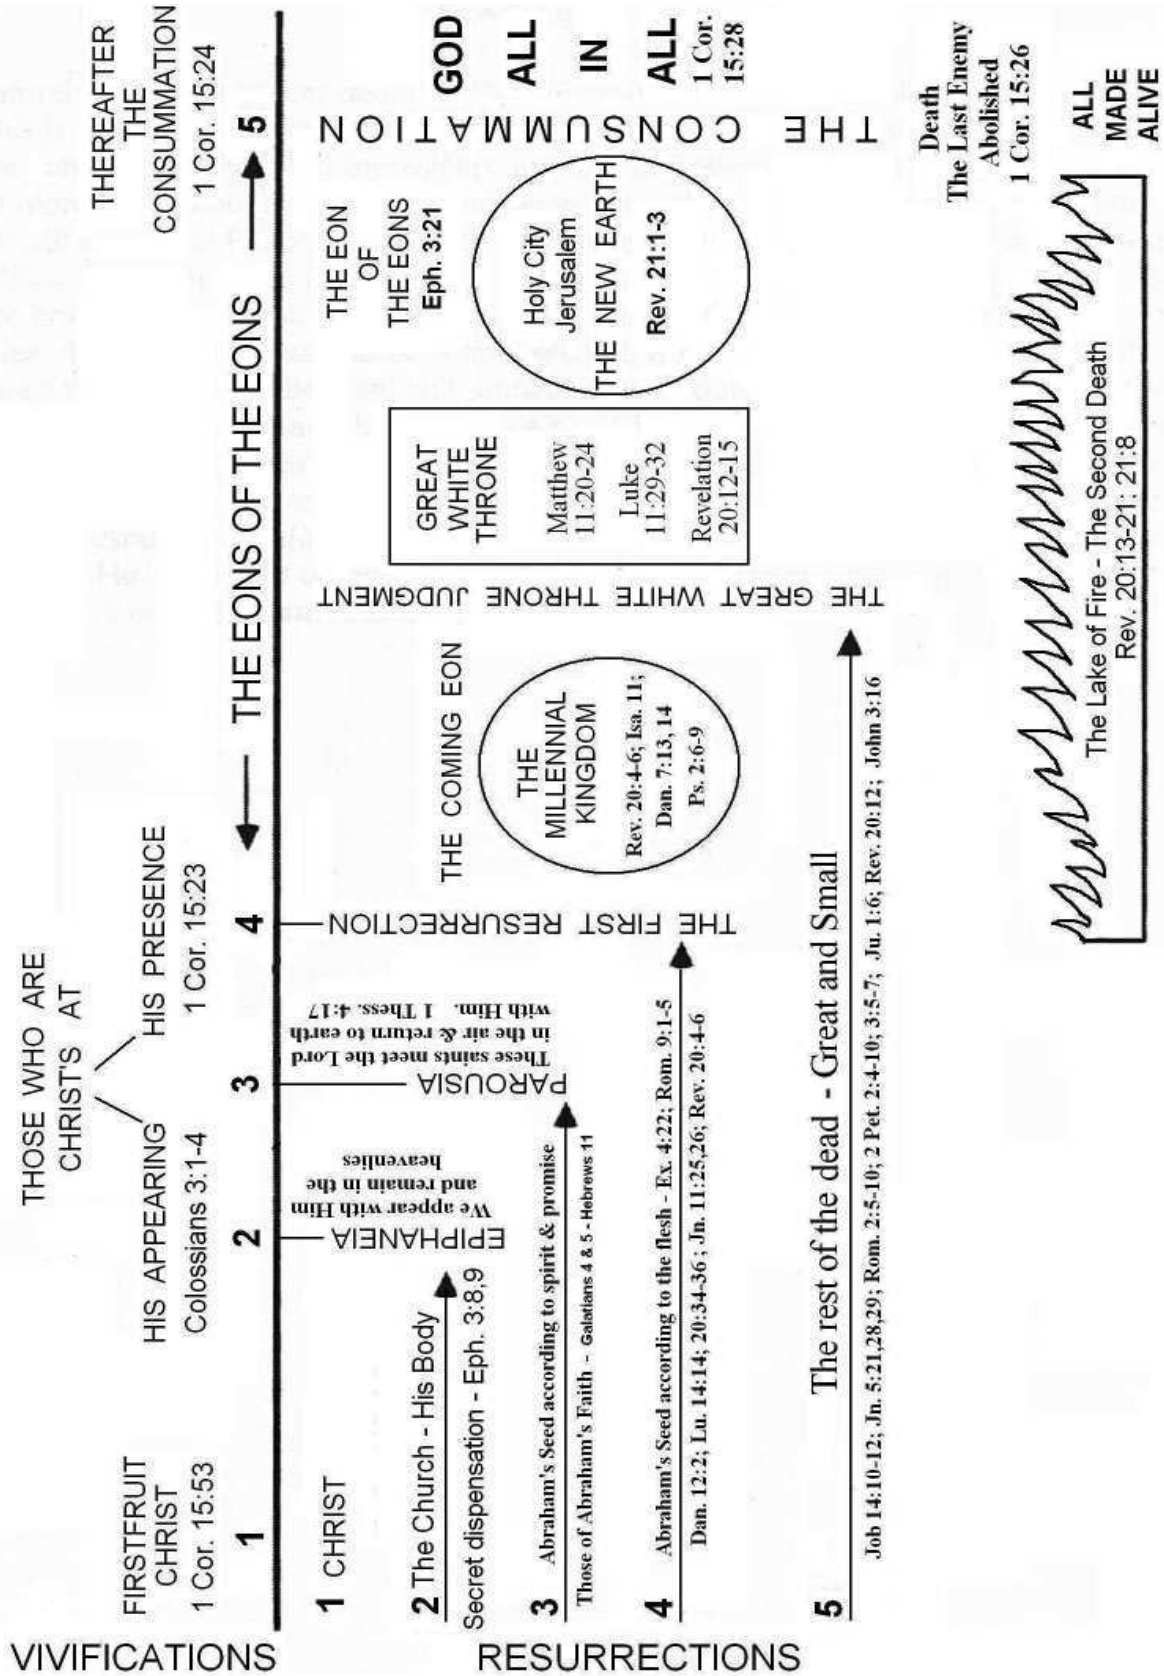 VIVIFICATIONS
FIRSTFRUIT
CHRIST
1 Cor. 15:53
THOSE WHO ARE
CHRIST'S AT
HIS APPEARING
Colossians 3:1-4
HIS PRESENCE
1 Cor. 15:23
THEREAFTER
THE
CONSUMMATION
1 Cor. 15:24
1
2
3
4
THE EONS OF THE EONS
5
RESURRECTIONS
1 CHRIST
2 The Church - His Body
Secret dispensation - Eph. 3:8,9
EPIPHANEIA
We appear with Him
and remain in the
heavenlies
3 Abraham's Seed according to spirit & promise
Those of Abraham's Faith - Galatians 4 & 5 - Hebrews 11
PAROUSIA
These saints meet the Lord
in the air & return to earth
with Him. 1 Thess. 4:17
4 Abraham's Seed according to the flesh - Ex. 4:22; Rom. 9:1-5
Dan. 12:2; Lu. 14:14; 20:34-36 ; Jn. 11:25,26; Rev. 20:4-6
THE FIRST RESURRECTION
5 The rest of the dead - Great and Small
Job 14:10-12; Jn. 5:21,28,29; Rom. 2:5-10; 2 Pet. 2:4-10; 3:5-7; Ju. 1:6; Rev. 20:12; John 3:16
THE COMING EON
THE
MILLENNIAL
KINGDOM
Rev. 20:4-6; Isa. 11;
Dan. 7:13, 14
Ps. 2:6-9
THE GREAT WHITE THRONE JUDGMENT
GREAT
WHITE
THRONE
Matthew
11:20-24
Luke
11:29-32
Revelation
20:12-15
THE EON
OF
THE EONS
Eph. 3:21
Holy City
Jerusalem
THE NEW EARTH
Rev. 21:1-3
THE CONSUMMATION
GOD
ALL
IN
ALL
1 Cor.
15:28
Death
The Last Enemy
Abolished
1 Cor. 15:26
ALL
MADE
ALIVE
The Lake of Fire - The Second Death
Rev. 20:13-21; 21:8